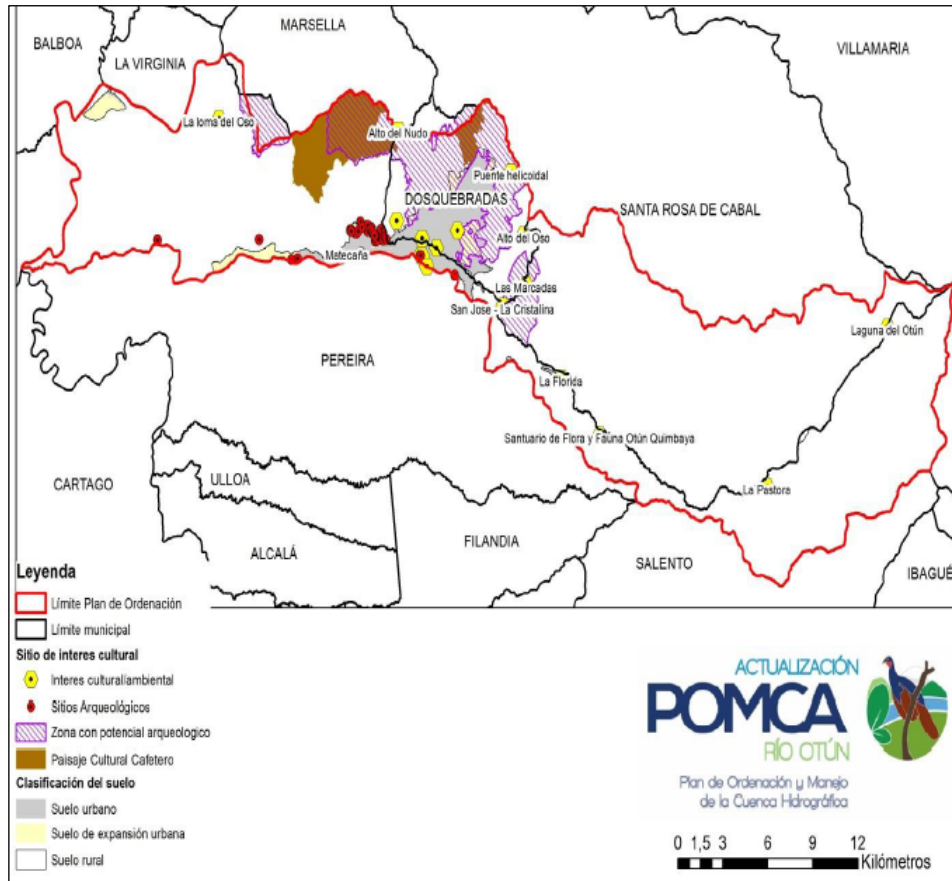 BALBOA
LA VIRGINIA
MARSELLA
VILLAMARIA
La loma del Oso
Alto del Nudo
Puente helicoidal
DOSQUEBRADAS
SANTA ROSA DE CABAL
Alto del Oso
Matecaña
Las Marcadas
San Jose - La Cristalina
Laguna del Otún
PEREIRA
La Florida
Santuario de Flora y Fauna Otún Quimbaya
CARTAGO
ULLOA
La Pastora
ALCALÁ
FILANDIA
SALENTO
IBAGUÉ
Leyenda
Límite Plan de Ordenación
Límite municipal
Sitio de interes cultural
Interes cultural/ambiental
Sitios Arqueológicos
Zona con potencial arqueologico
Paisaje Cultural Cafetero
Clasificación del suelo
Suelo urbano
Suelo de expansión urbana
Suelo rural
ACTUALIZACIÓN
POMCA
RÍO OTÚN
Plan de Ordenación y Manejo
de la Cuenca Hidrográfica
0 1,5 3 6 9 12
Kilómetros